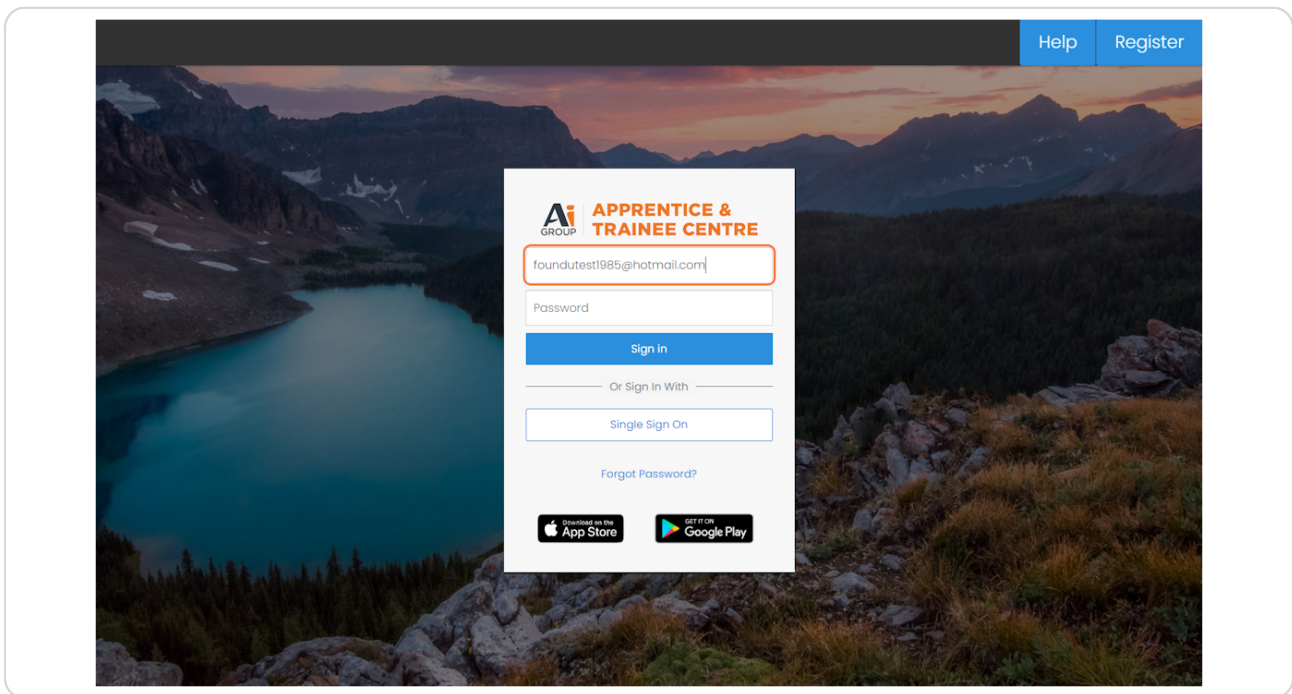 Help Register
Ai GROUP
APPRENTICE &
TRAINEE CENTRE
foundutest1985@hotmail.com
Password
Sign in
Or Sign In With
Single Sign On
Forgot Password?
Download on the
App Store
GET IT ON
Google Play